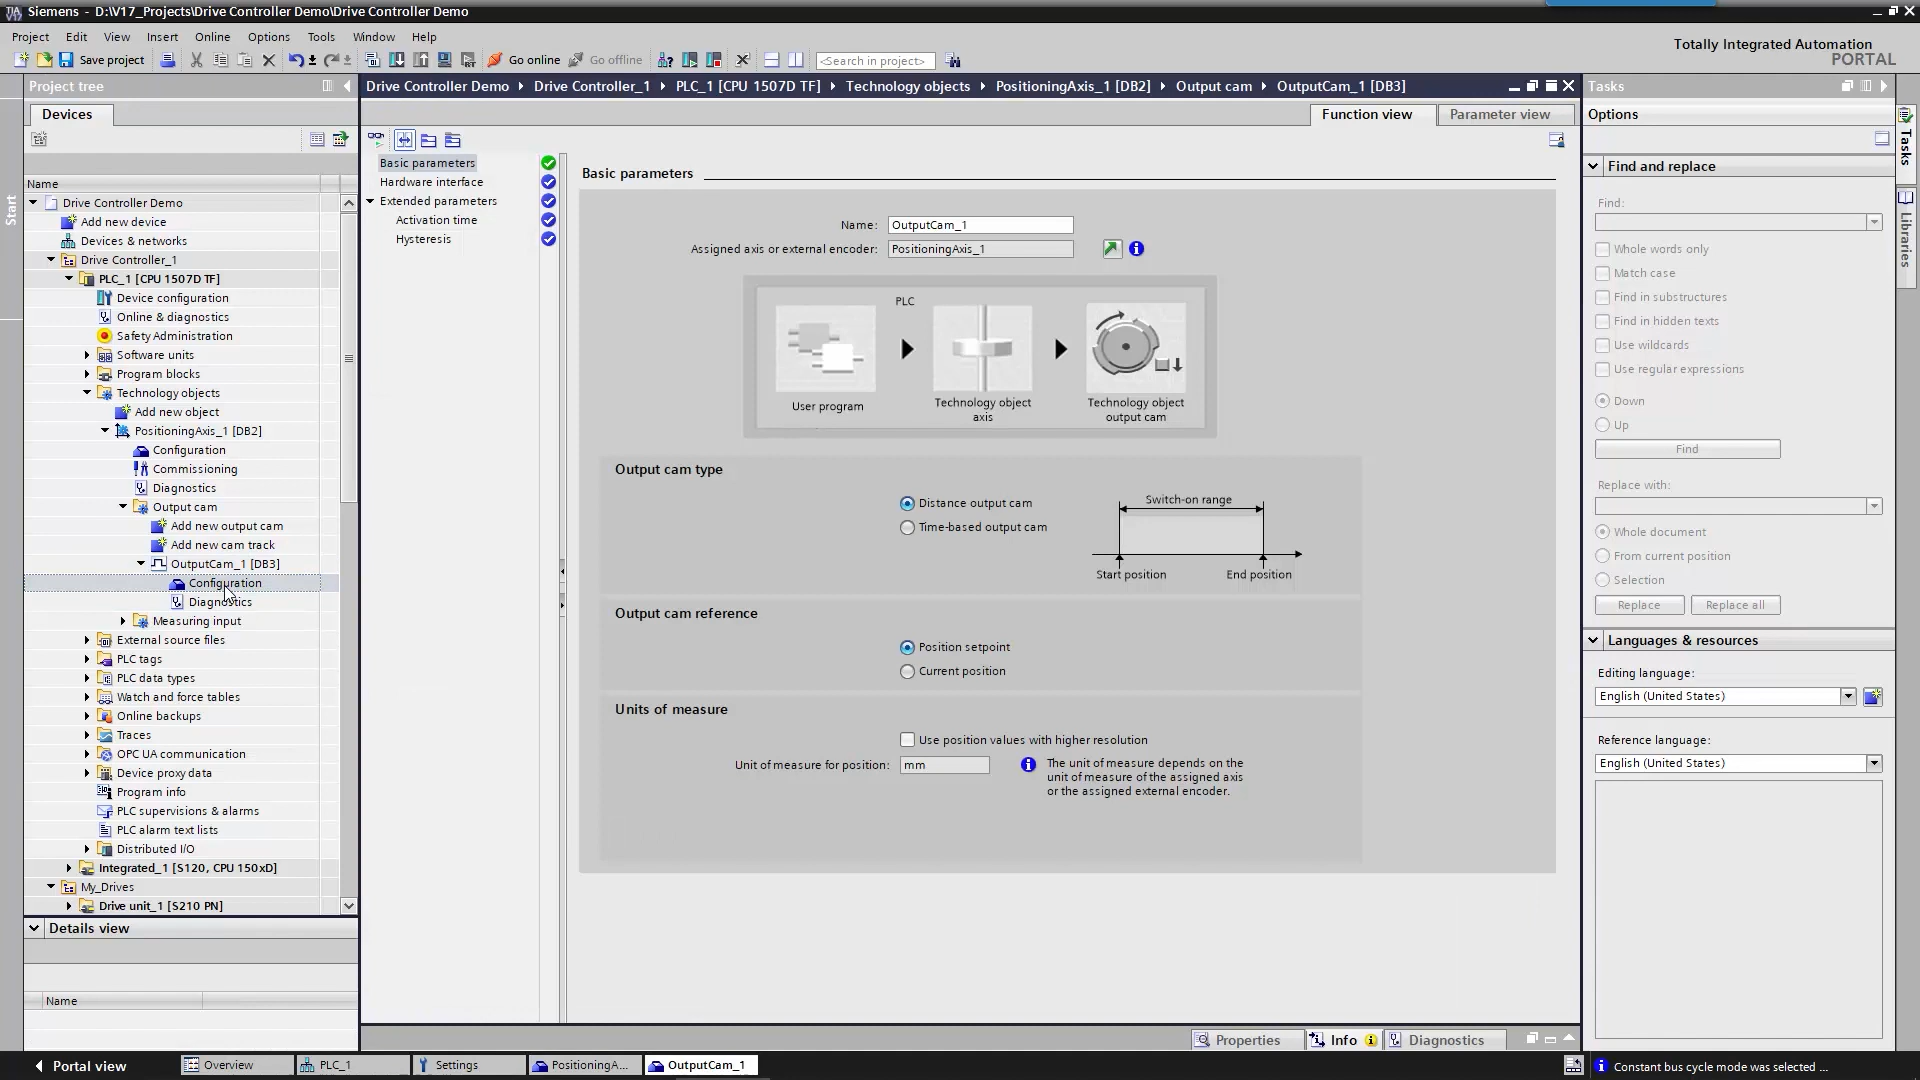 Siemens - D:\V17_Projects\Drive Controller Demo\Drive Controller Demo
Project Edit View Insert Online Options Tools Window Help
Totally Integrated Automation
PORTAL
Save project
Go online
Go offline
<Search in project>
Project tree
Drive Controller Demo
Drive Controller_1
PLC_1 [CPU 1507D TF]
Technology objects
PositioningAxis_1 [DB2]
Output cam
OutputCam_1 [DB3]
Tasks
Devices
Function view
Parameter view
Options
Start
Name
Drive Controller Demo
Add new device
Devices & networks
Drive Controller_1
PLC_1 [CPU 1507D TF]
Device configuration
Online & diagnostics
Safety Administration
Software units
Program blocks
Technology objects
Add new object
PositioningAxis_1 [DB2]
Configuration
Commissioning
Diagnostics
Output cam
Add new output cam
Add new cam track
OutputCam_1 [DB3]
Configuration
Diagnostics
Measuring input
External source files
PLC tags
PLC data types
Watch and force tables
Online backups
Traces
OPC UA communication
Device proxy data
Program info
PLC supervisions & alarms
PLC alarm text lists
Distributed I/O
Integrated_1 [S120, CPU 150xD]
My_Drives
Drive unit_1 [S210 PN]
Details view
Name
Basic parameters
Hardware interface
Extended parameters
Activation time
Hysteresis
Basic parameters
Name: OutputCam_1
Assigned axis or external encoder: PositioningAxis_1
PLC
User program
Technology object
axis
Technology object
output cam
Output cam type
Distance output cam
Time-based output cam
Switch-on range
Start position
End position
Output cam reference
Position setpoint
Current position
Units of measure
Use position values with higher resolution
Unit of measure for position: mm
The unit of measure depends on the
unit of measure of the assigned axis
or the assigned external encoder.
Properties
Info
Diagnostics
Find and replace
Find:
Whole words only
Match case
Find in substructures
Find in hidden texts
Use wildcards
Use regular expressions
Down
Up
Find
Replace with:
Whole document
From current position
Selection
Replace
Replace all
Languages & resources
Editing language:
English (United States)
Reference language:
English (United States)
Tasks
Libraries
Portal view
Overview
PLC_1
Settings
PositioningA...
OutputCam_1
Constant bus cycle mode was selected ...